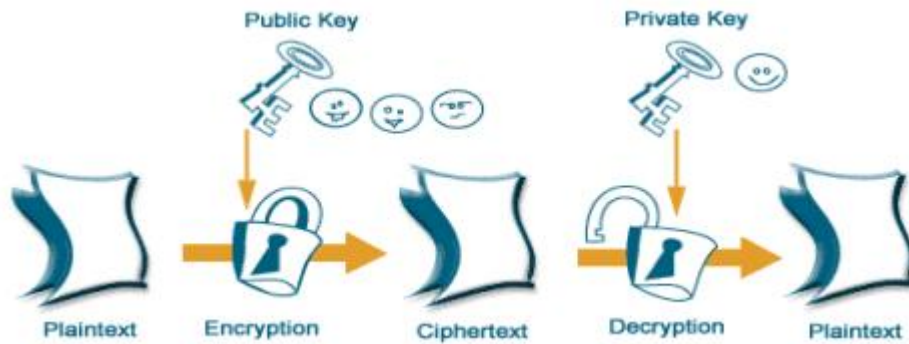 Public Key
Private Key
Plaintext
Encryption
Ciphertext
Decryption
Plaintext